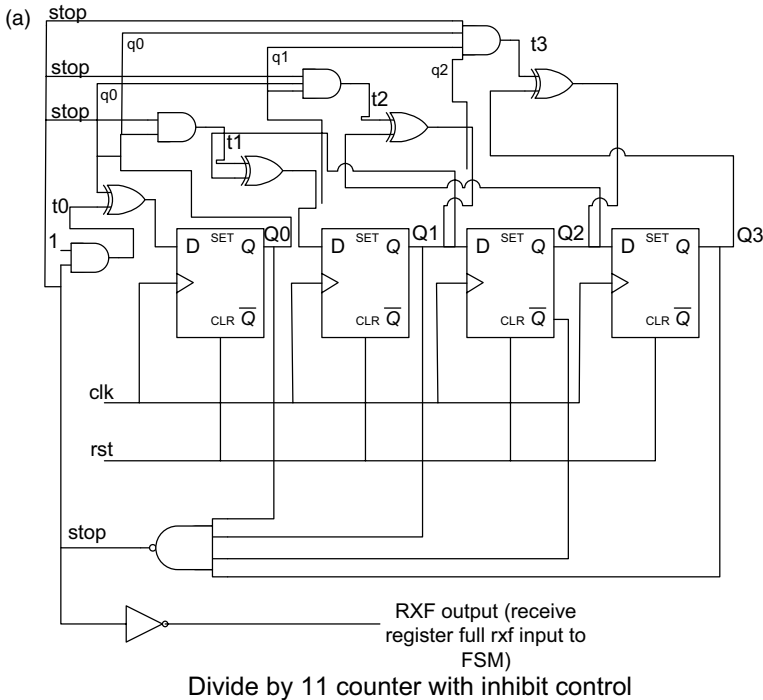 (a)
stop
q0
q1
t3
q2
stop
q0
t2
stop
t1
t0
1
D SET Q Q0
CLR Q̅
D SET Q Q1
CLR Q̅
D SET Q Q2
CLR Q̅
D SET Q Q3
CLR Q̅
clk
rst
stop
RXF output (receive
register full rxf input to
FSM)
Divide by 11 counter with inhibit control